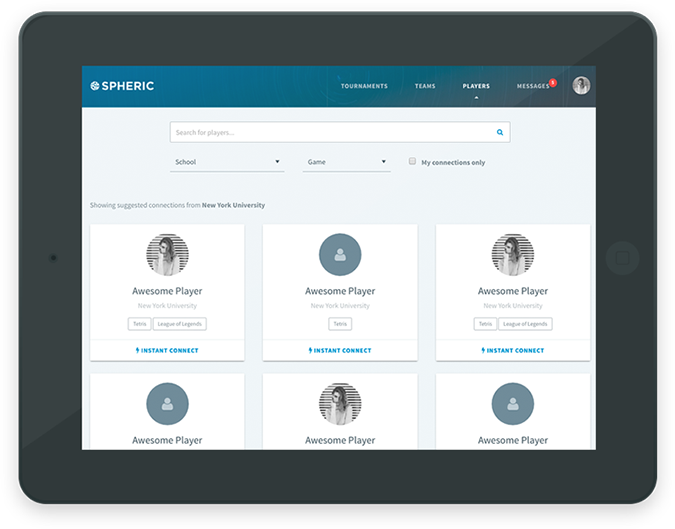 SPHERIC
TOURNAMENTS TEAMS PLAYERS MESSAGES 5
Search for players...
School Game My connections only
Showing suggested connections from New York University
Awesome Player Awesome Player Awesome Player
New York University New York University New York University
Tetris League of Legends Tetris Tetris League of Legends
INSTANT CONNECT INSTANT CONNECT INSTANT CONNECT
Awesome Player Awesome Player Awesome Player